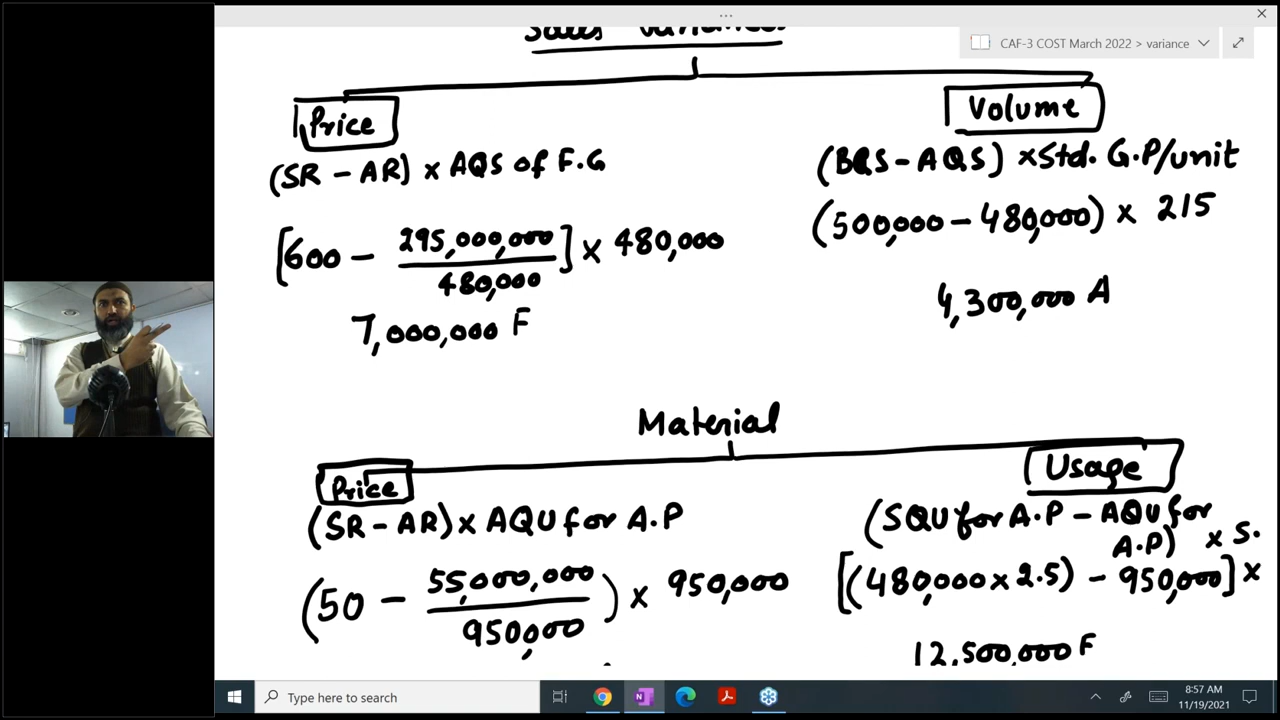 Sales Variances
CAF-3 COST March 2022 > variance
Price
Volume
(SR - AR) × AQS of F.G
(BQS - AQS) × Std. G.P/unit
[600 - 295,000,000 / 480,000] × 480,000
(500,000 - 480,000) × 215
7,000,000 F
4,300,000 A
Material
Price
Usage
(SR - AR) × AQU for A.P
(SQU for A.P - AQU for
A.P) × S.
(50 - 55,000,000 / 950,000) × 950,000
[(480,000 × 2.5) - 950,000] ×
12,500,000 F
Type here to search
8:57 AM
11/19/2021